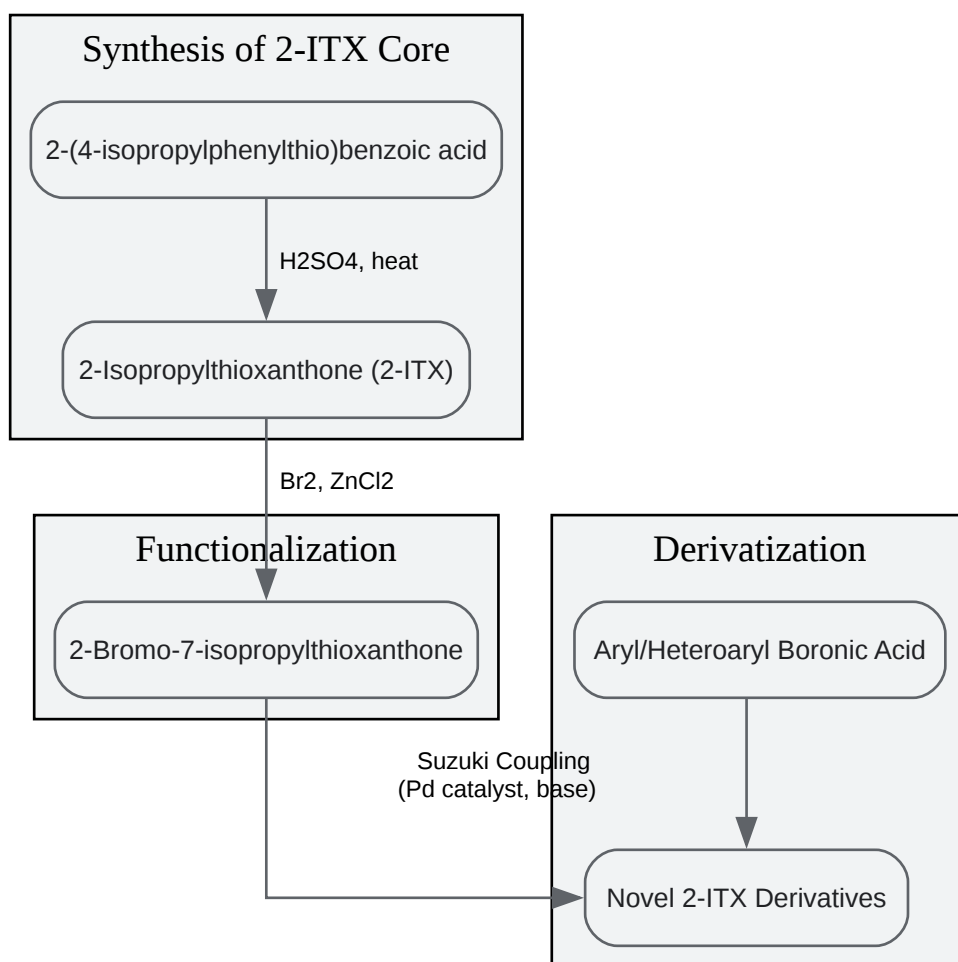 Synthesis of 2-ITX Core
2-(4-isopropylphenylthio)benzoic acid
H2SO4, heat
2-Isopropylthioxanthone (2-ITX)
Br2, ZnCl2
Functionalization
2-Bromo-7-isopropylthioxanthone
Derivatization
Aryl/Heteroaryl Boronic Acid
Suzuki Coupling
(Pd catalyst, base)
Novel 2-ITX Derivatives